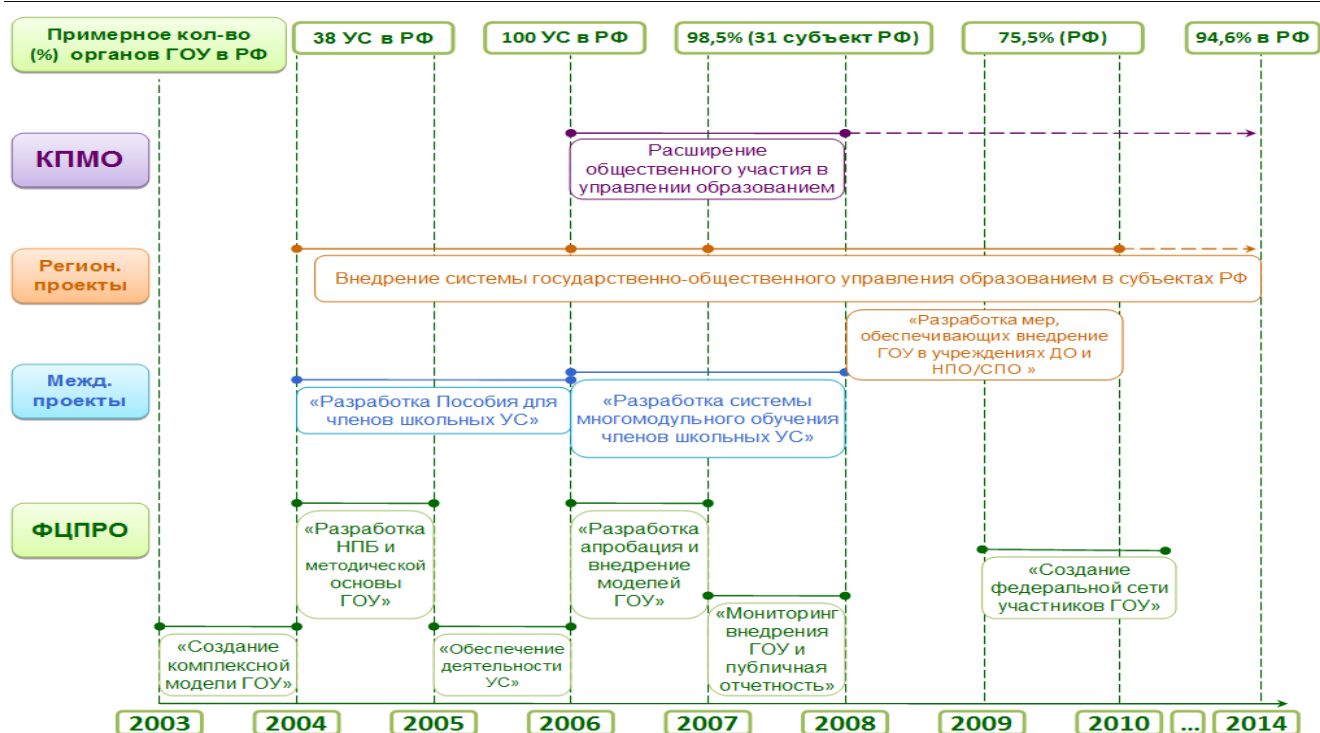 Примерное кол-во
(%) органов ГОУ в РФ
38 УС в РФ
100 УС в РФ
98,5% (31 субъект РФ)
75,5% (РФ)
94,6% в РФ
КПМО
Расширение
общественного участия в
управлении образованием
Регион.
проекты
Внедрение системы государственно-общественного управления образованием в субъектах РФ
«Разработка мер,
обеспечивающих внедрение
ГОУ в учреждениях ДО и
НПО/СПО »
Межд.
проекты
«Разработка Пособия для
членов школьных УС»
«Разработка системы
многомодульного обучения
членов школьных УС»
ФЦПРО
«Разработка
НПБ и
методической
основы
ГОУ»
«Разработка
апробация и
внедрение
моделей
ГОУ»
«Создание
федеральной сети
участников ГОУ»
«Создание
комплексной
модели ГОУ»
«Обеспечение
деятельности
УС»
«Мониторинг
внедрения
ГОУ и
публичная
отчетность»
2003
2004
2005
2006
2007
2008
2009
2010
...
2014